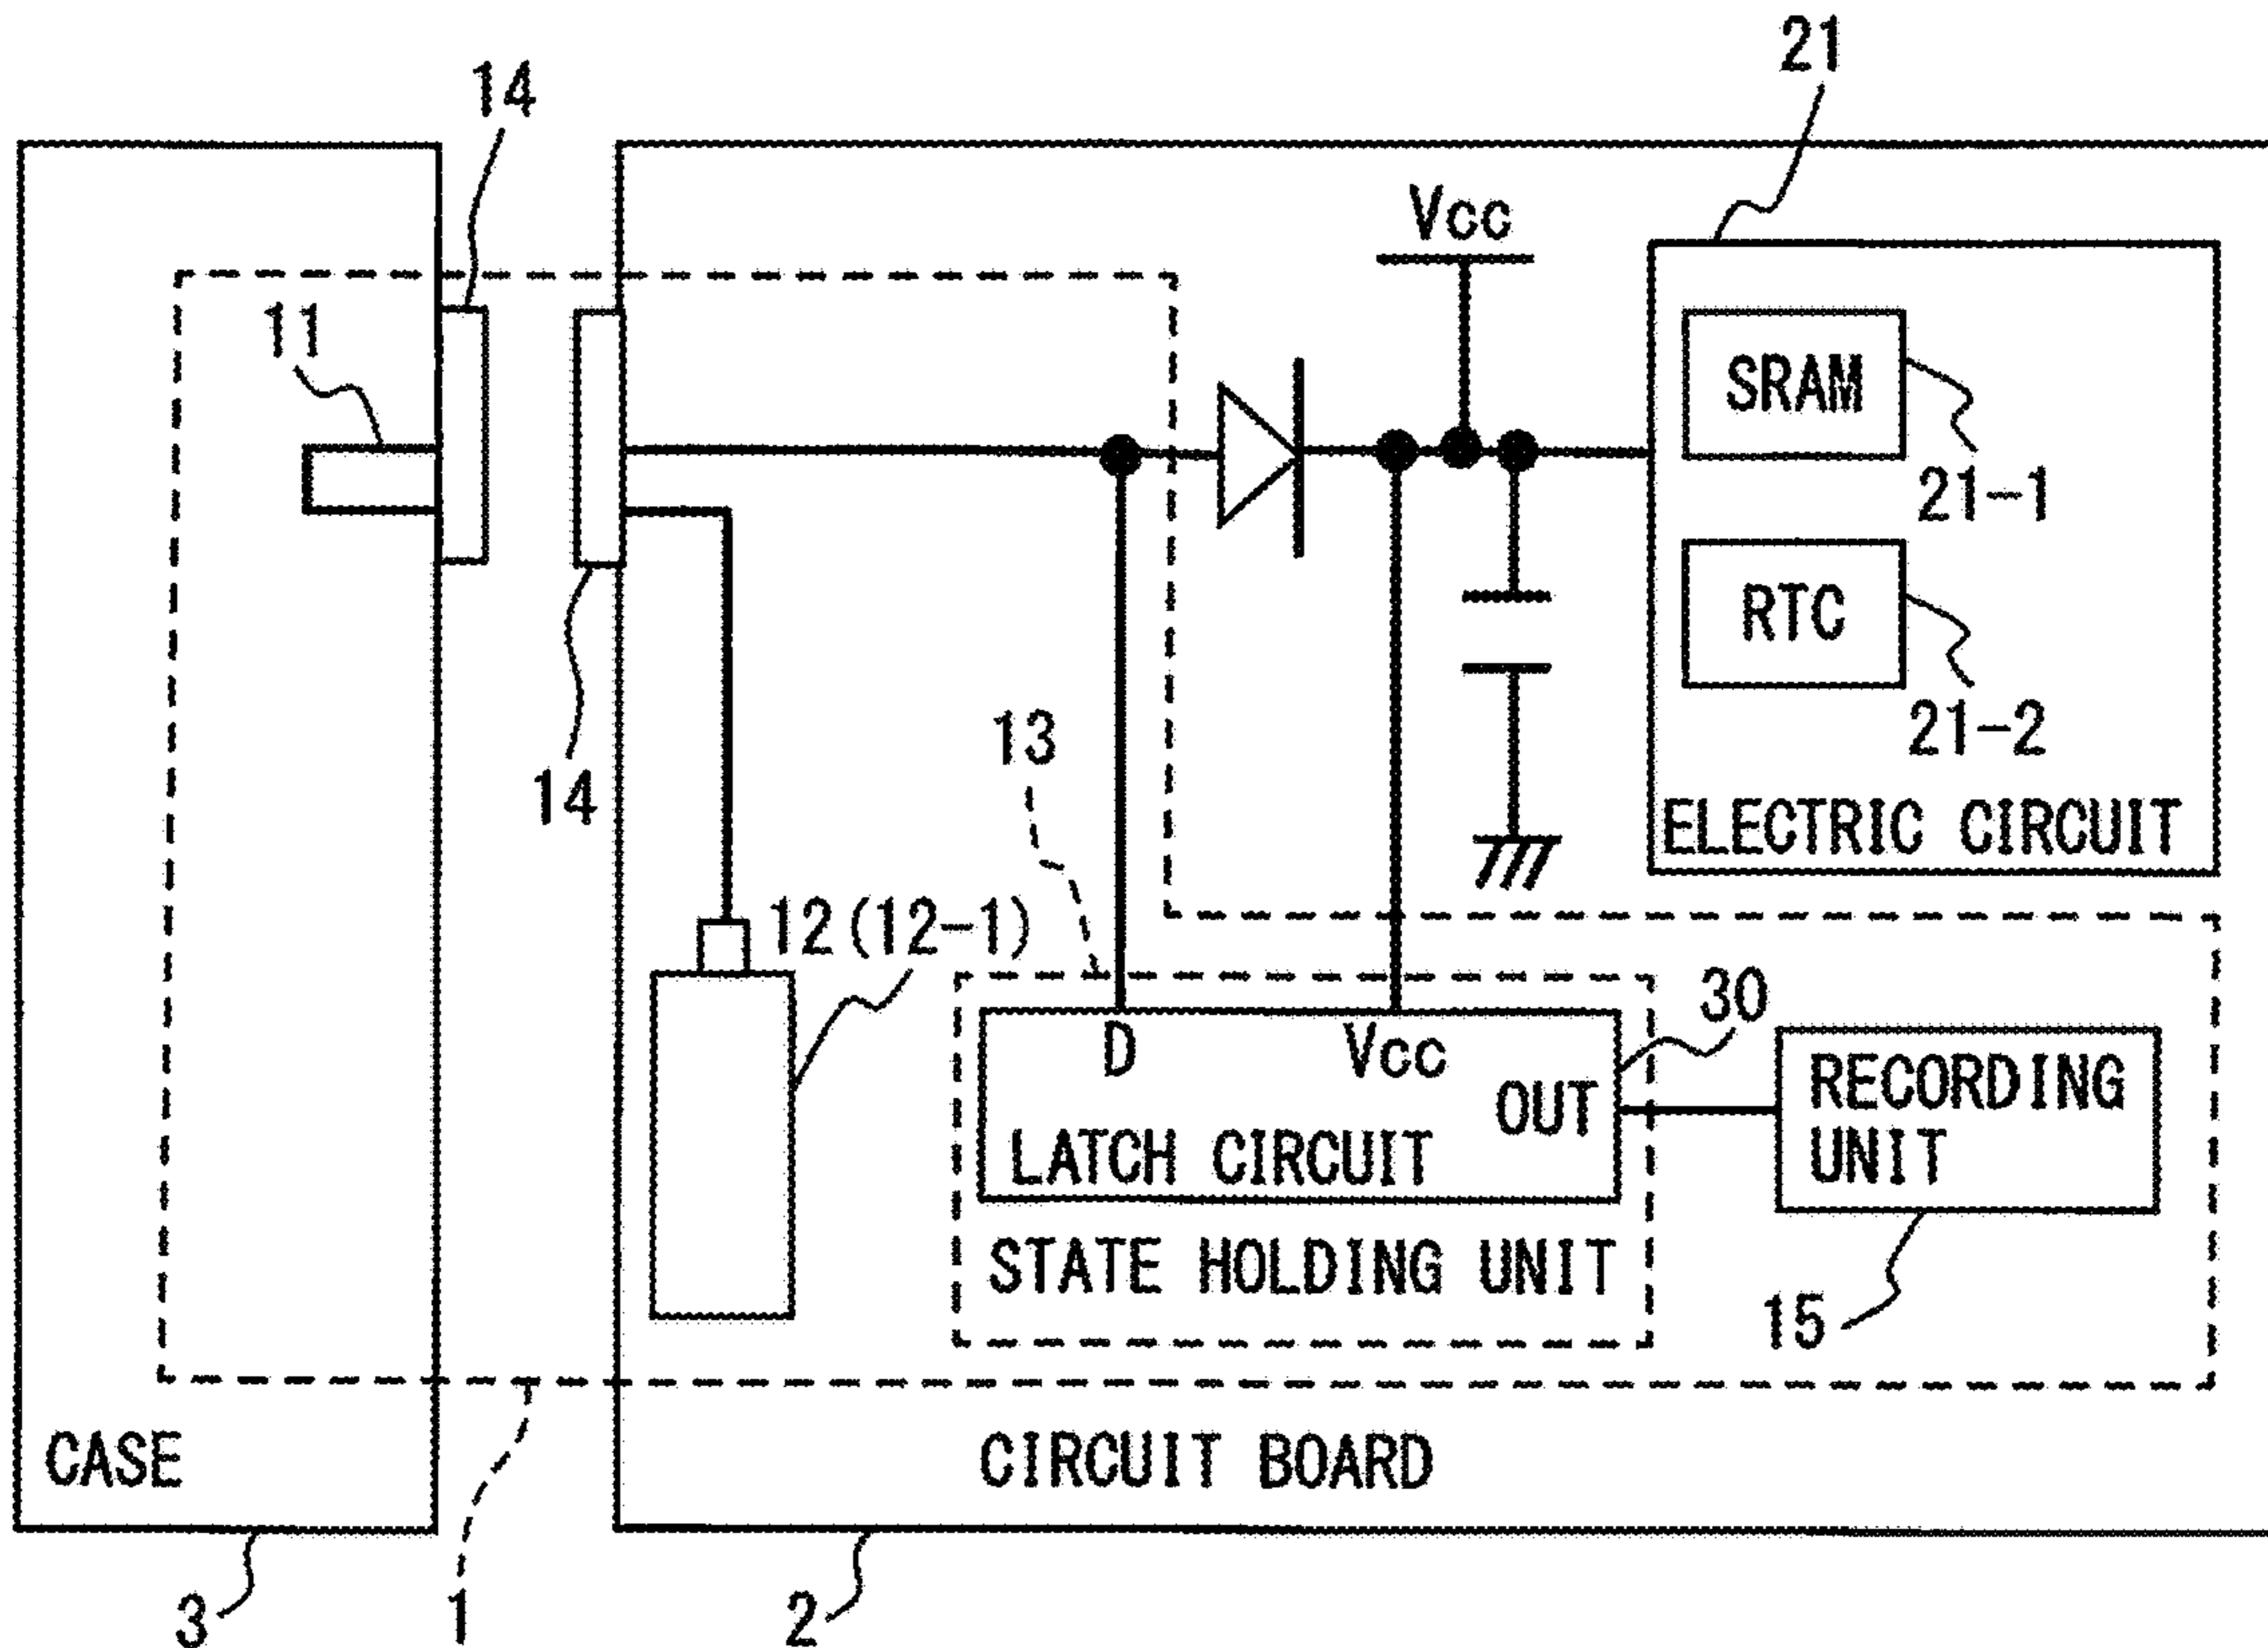 21
14
Vcc
11
SRAM
21-1
RTC
21-2
13
14
ELECTRIC CIRCUIT
12(12-1)
30
D
Vcc
OUT
RECORDING
UNIT
LATCH CIRCUIT
STATE HOLDING UNIT
15
CASE
CIRCUIT BOARD
3
1
2